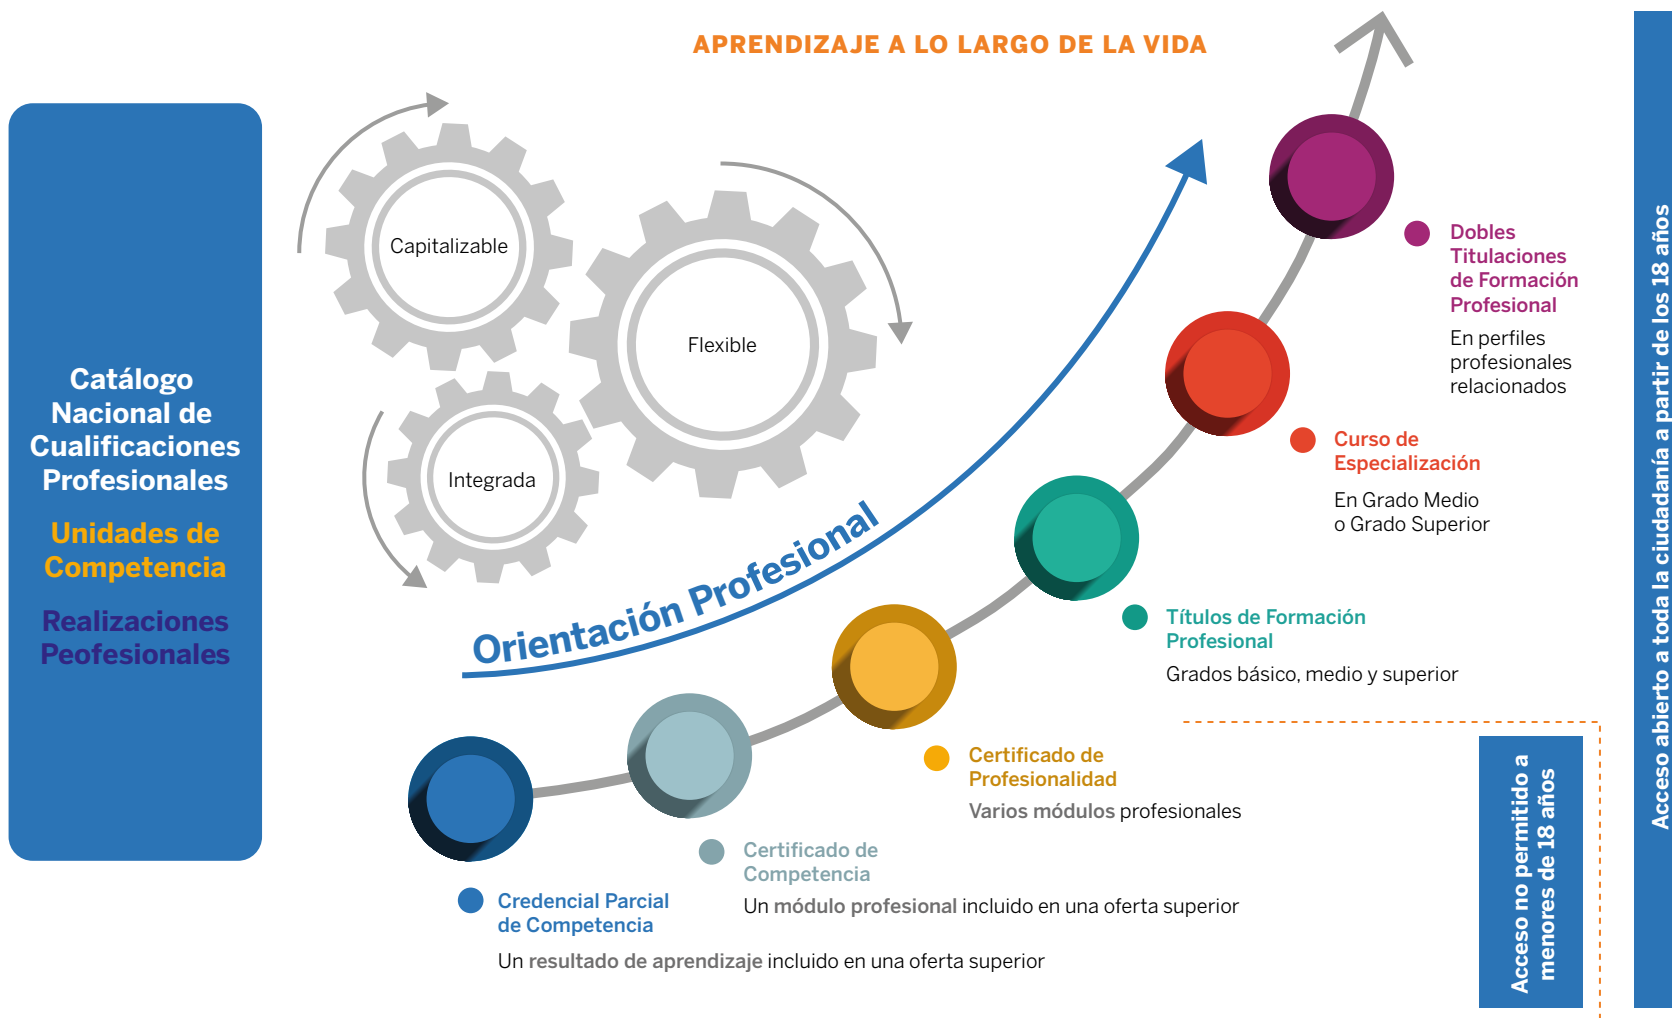 APRENDIZAJE A LO LARGO DE LA VIDA
Catálogo
Nacional de
Cualificaciones
Profesionales
Unidades de
Competencia
Realizaciones
Peofesionales
Capitalizable
Flexible
Integrada
Orientación Profesional
Dobles
Titulaciones
de Formación
Profesional
En perfiles
profesionales
relacionados
Curso de
Especialización
En Grado Medio
o Grado Superior
Títulos de Formación
Profesional
Grados básico, medio y superior
Certificado de
Profesionalidad
Varios módulos profesionales
Certificado de
Competencia
Un módulo profesional incluido en una oferta superior
Credencial Parcial
de Competencia
Un resultado de aprendizaje incluido en una oferta superior
Acceso no permitido a
menores de 18 años
Acceso abierto a toda la ciudadanía a partir de los 18 años